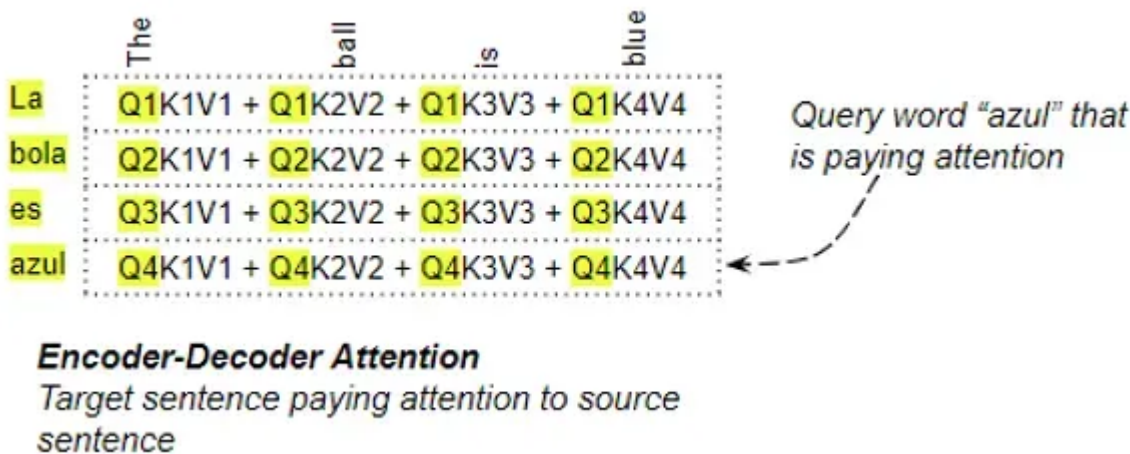 The ball is blue
La Q1K1V1 + Q1K2V2 + Q1K3V3 + Q1K4V4
bola Q2K1V1 + Q2K2V2 + Q2K3V3 + Q2K4V4
es Q3K1V1 + Q3K2V2 + Q3K3V3 + Q3K4V4
azul Q4K1V1 + Q4K2V2 + Q4K3V3 + Q4K4V4
Query word “azul” that
is paying attention
Encoder-Decoder Attention
Target sentence paying attention to source
sentence